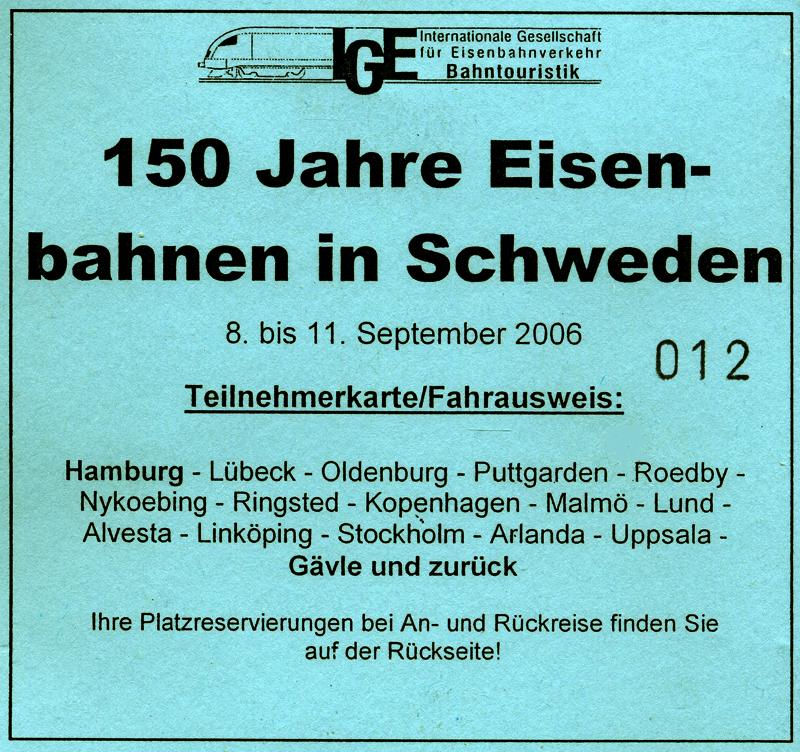 IGE
Internationale Gesellschaft
für Eisenbahnverkehr
Bahntouristik
150 Jahre Eisen-
bahnen in Schweden
8. bis 11. September 2006
012
Teilnehmerkarte/Fahrausweis:
Hamburg - Lübeck - Oldenburg - Puttgarden - Roedby -
Nykoebing - Ringsted - Kopenhagen - Malmö - Lund -
Alvesta - Linköping - Stockholm - Arlanda - Uppsala -
Gävle und zurück
Ihre Platzreservierungen bei An- und Rückreise finden Sie
auf der Rückseite!